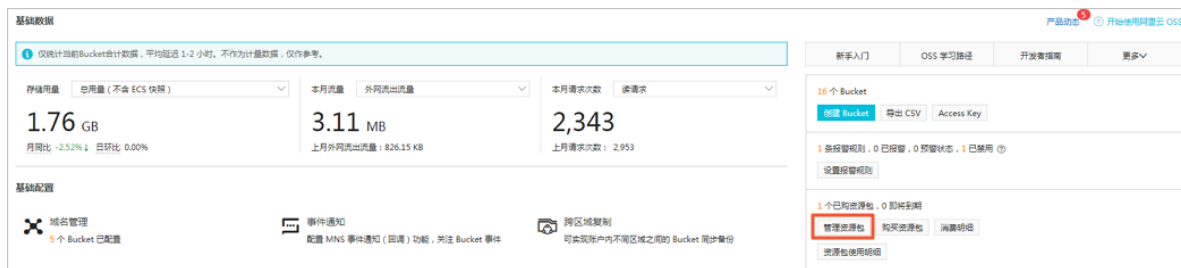 基础数据
产品动态 5 ? 开始使用阿里云 OSS
仅统计当前Bucket合计数据，平均延迟 1-2 小时。不作为计量数据，仅作参考。
新手入门 OSS 学习路径 开发者指南 更多
存储用量 总用量（不含 ECS 快照） 本月流量 外网流出流量 本月请求次数 读请求
16 个 Bucket
创建 Bucket 导出 CSV Access Key
1.76 GB 3.11 MB 2,343
月同比 -2.52%↓ 日环比 0.00% 上月外网流出流量：826.15 KB 上月请求次数： 2,953
1 条报警规则，0 已报警，0 预警状态，1 已禁用 ?
设置报警规则
基础配置
1 个已购资源包，0 即将到期
域名管理 事件通知 跨区域复制
管理资源包 购买资源包 消费明细
5 个 Bucket 已配置 配置 MNS 事件通知（回调）功能，关注 Bucket 事件 可实现账户内不同区域之间的 Bucket 同步备份
资源包使用明细